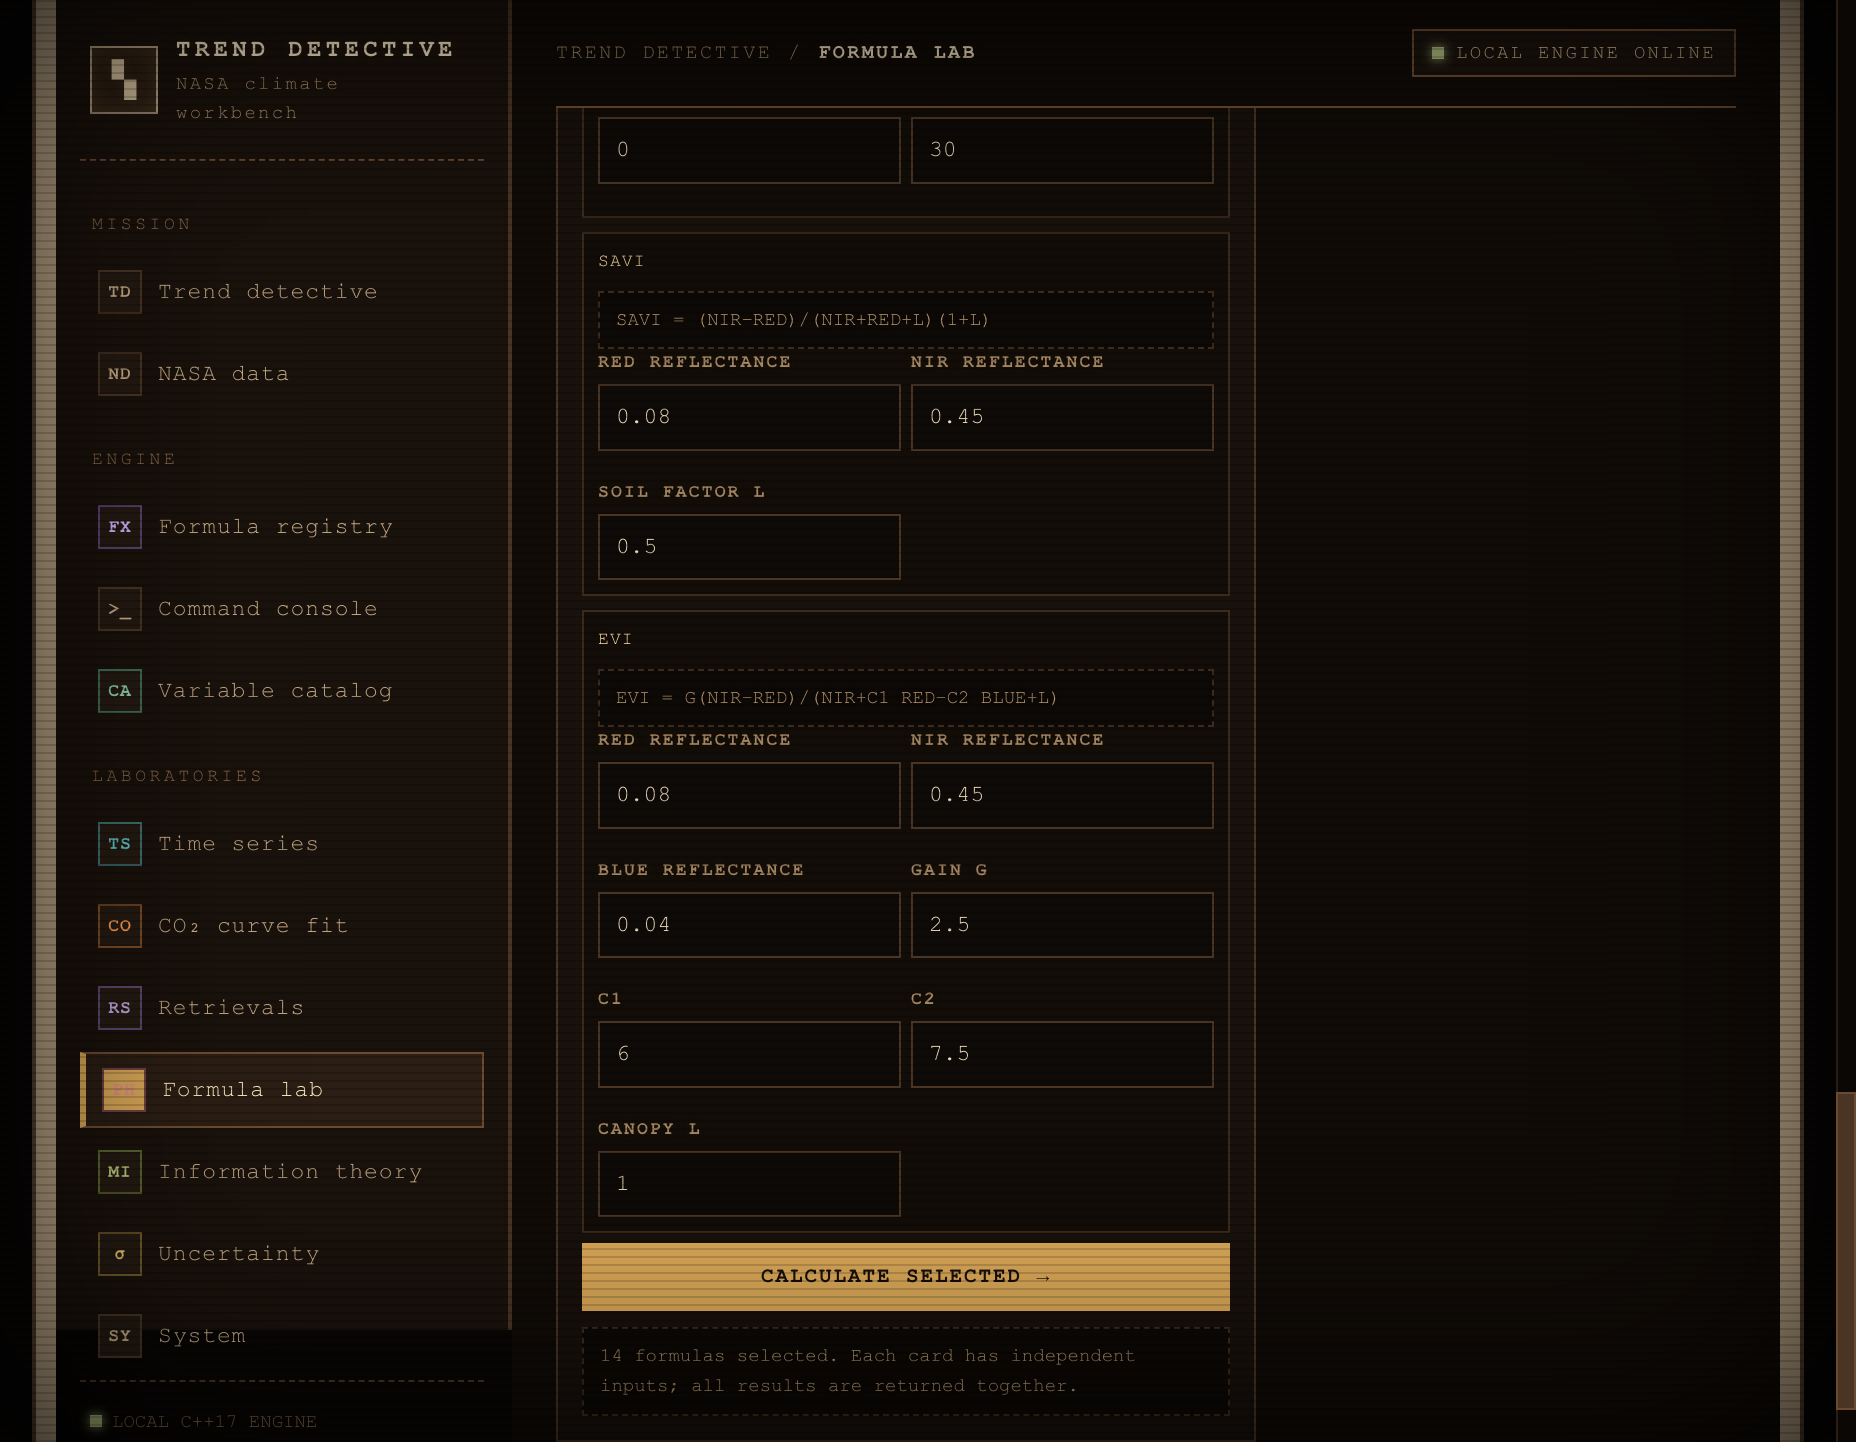 TREND DETECTIVE
NASA climate
workbench
MISSION
TD Trend detective
ND NASA data
ENGINE
FX Formula registry
>_ Command console
CA Variable catalog
LABORATORIES
TS Time series
CO CO₂ curve fit
RS Retrievals
Formula lab
MI Information theory
σ Uncertainty
SY System
LOCAL C++17 ENGINE
TREND DETECTIVE / FORMULA LAB
LOCAL ENGINE ONLINE
0 30
SAVI
SAVI = (NIR−RED)/(NIR+RED+L)(1+L)
RED REFLECTANCE NIR REFLECTANCE
0.08 0.45
SOIL FACTOR L
0.5
EVI
EVI = G(NIR−RED)/(NIR+C1 RED−C2 BLUE+L)
RED REFLECTANCE NIR REFLECTANCE
0.08 0.45
BLUE REFLECTANCE GAIN G
0.04 2.5
C1 C2
6 7.5
CANOPY L
1
CALCULATE SELECTED →
14 formulas selected. Each card has independent
inputs; all results are returned together.